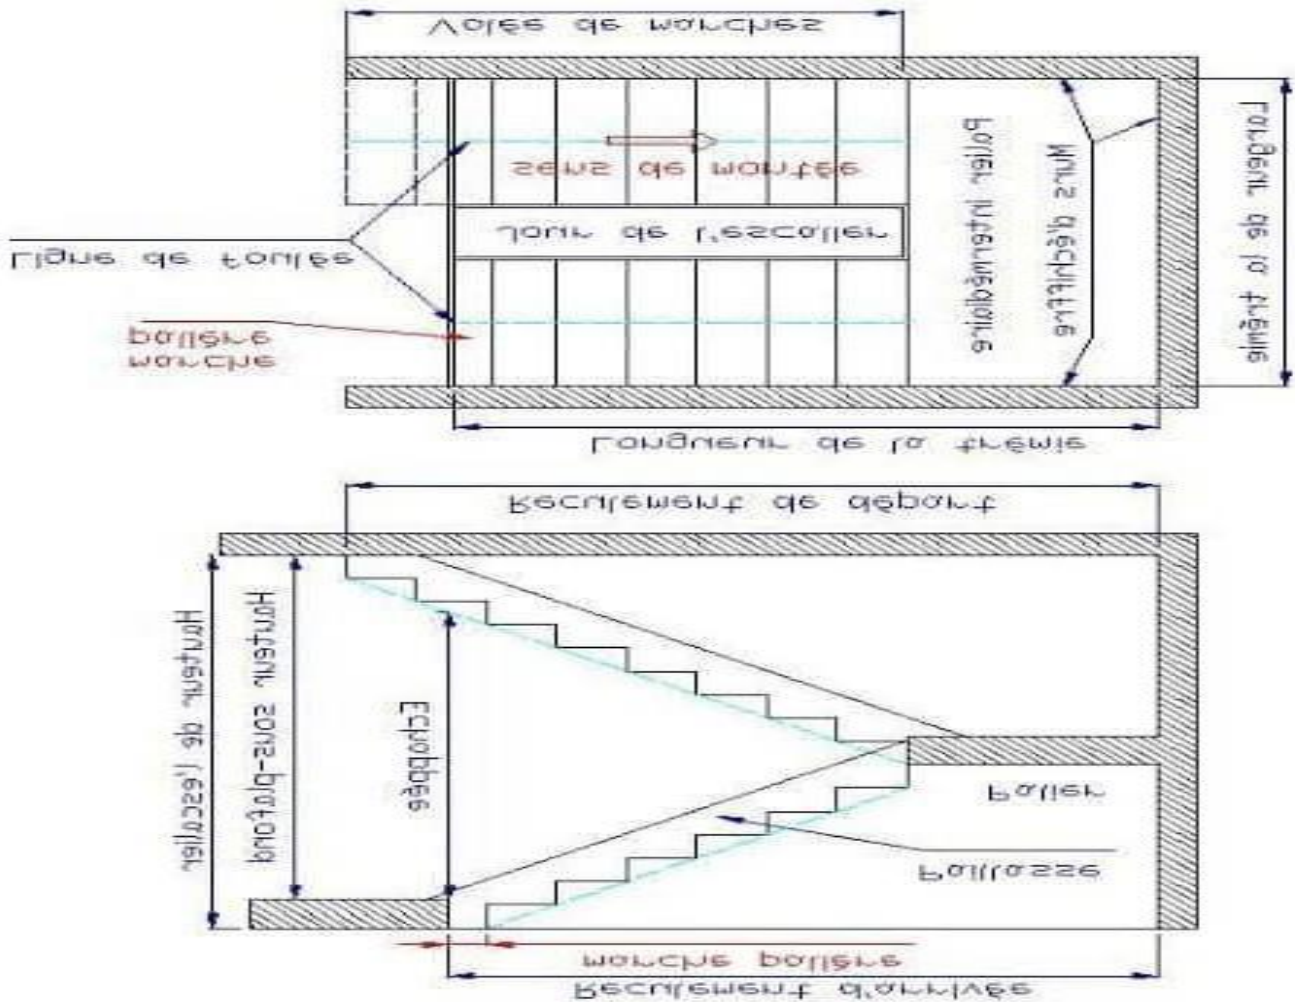 Volée de marches
Largeur de la trémie
Murs d'échiffre
Palier intermédiaire
sens de montée
Jour de l'escalier
Ligne de foulée
marche
palière
Longueur de la trémie
Reculement de départ
Hauteur de l'escalier
Hauteur sous-plafond
Echappée
Palier
Paillasse
marche palière
Reculement d'arrivée